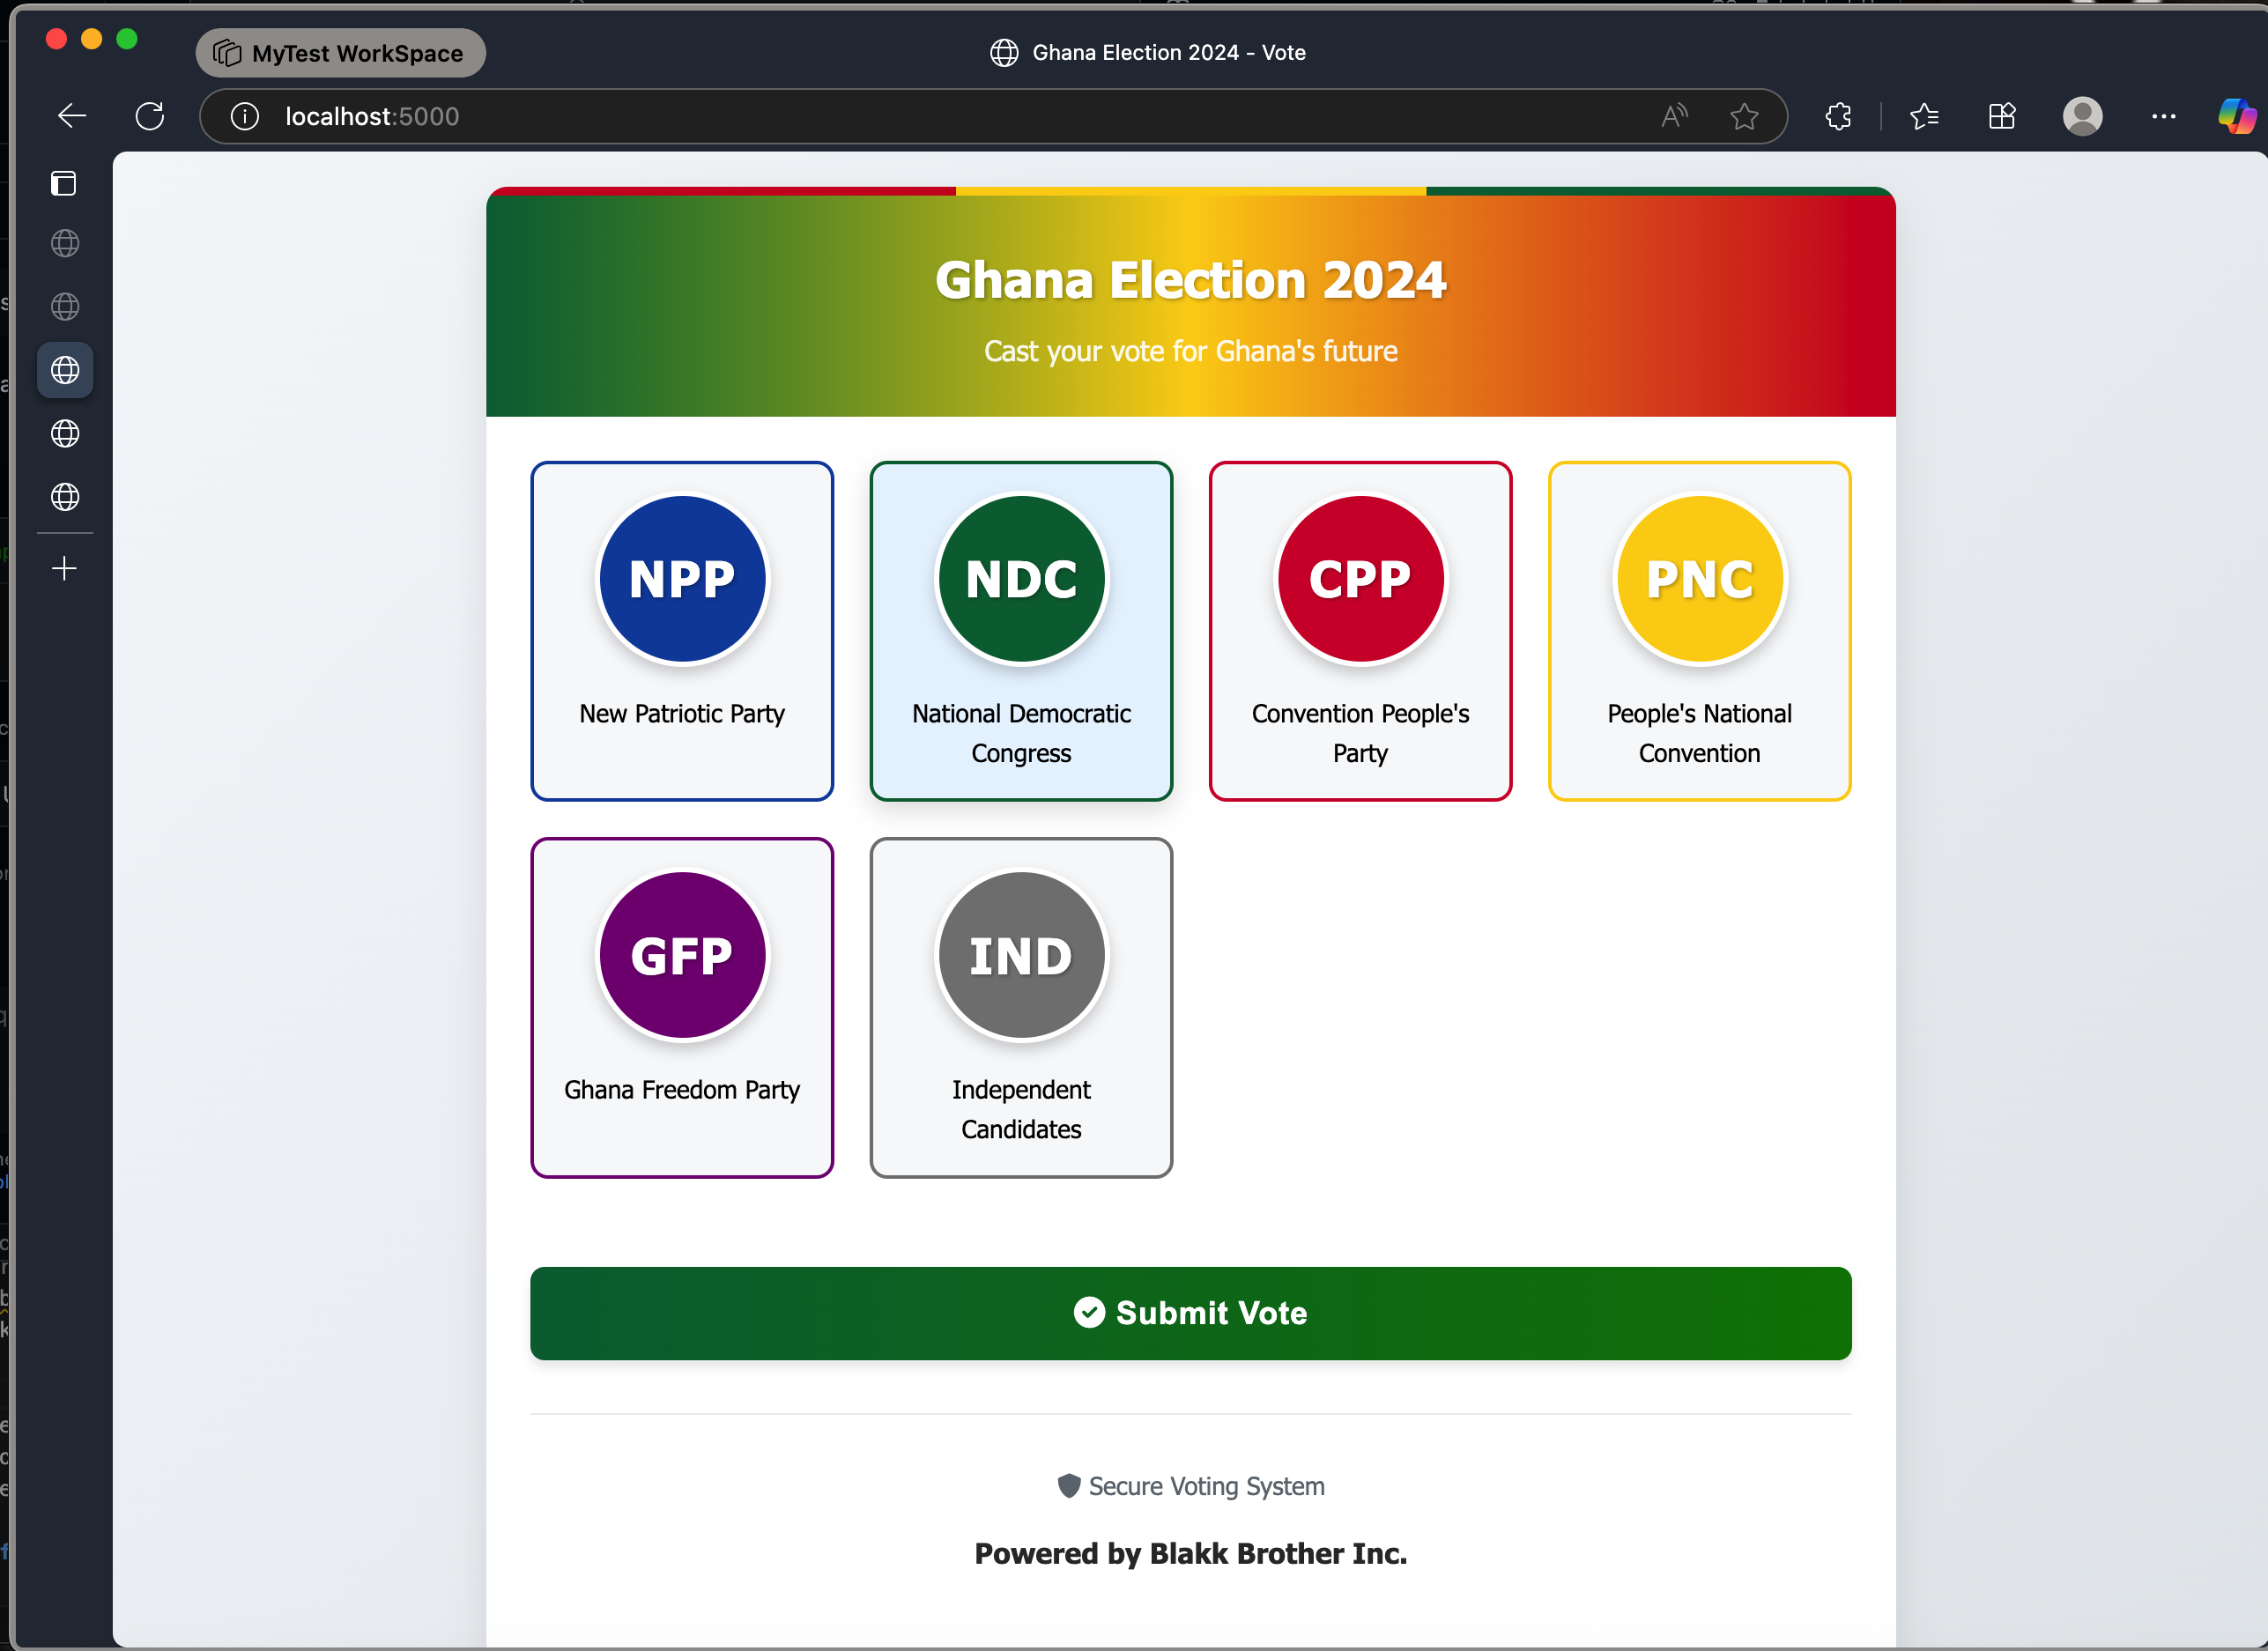 MyTest WorkSpace
Ghana Election 2024 - Vote
localhost:5000
Ghana Election 2024
Cast your vote for Ghana's future
NPP
New Patriotic Party
NDC
National Democratic
Congress
CPP
Convention People's
Party
PNC
People's National
Convention
GFP
Ghana Freedom Party
IND
Independent
Candidates
Submit Vote
Secure Voting System
Powered by Blakk Brother Inc.